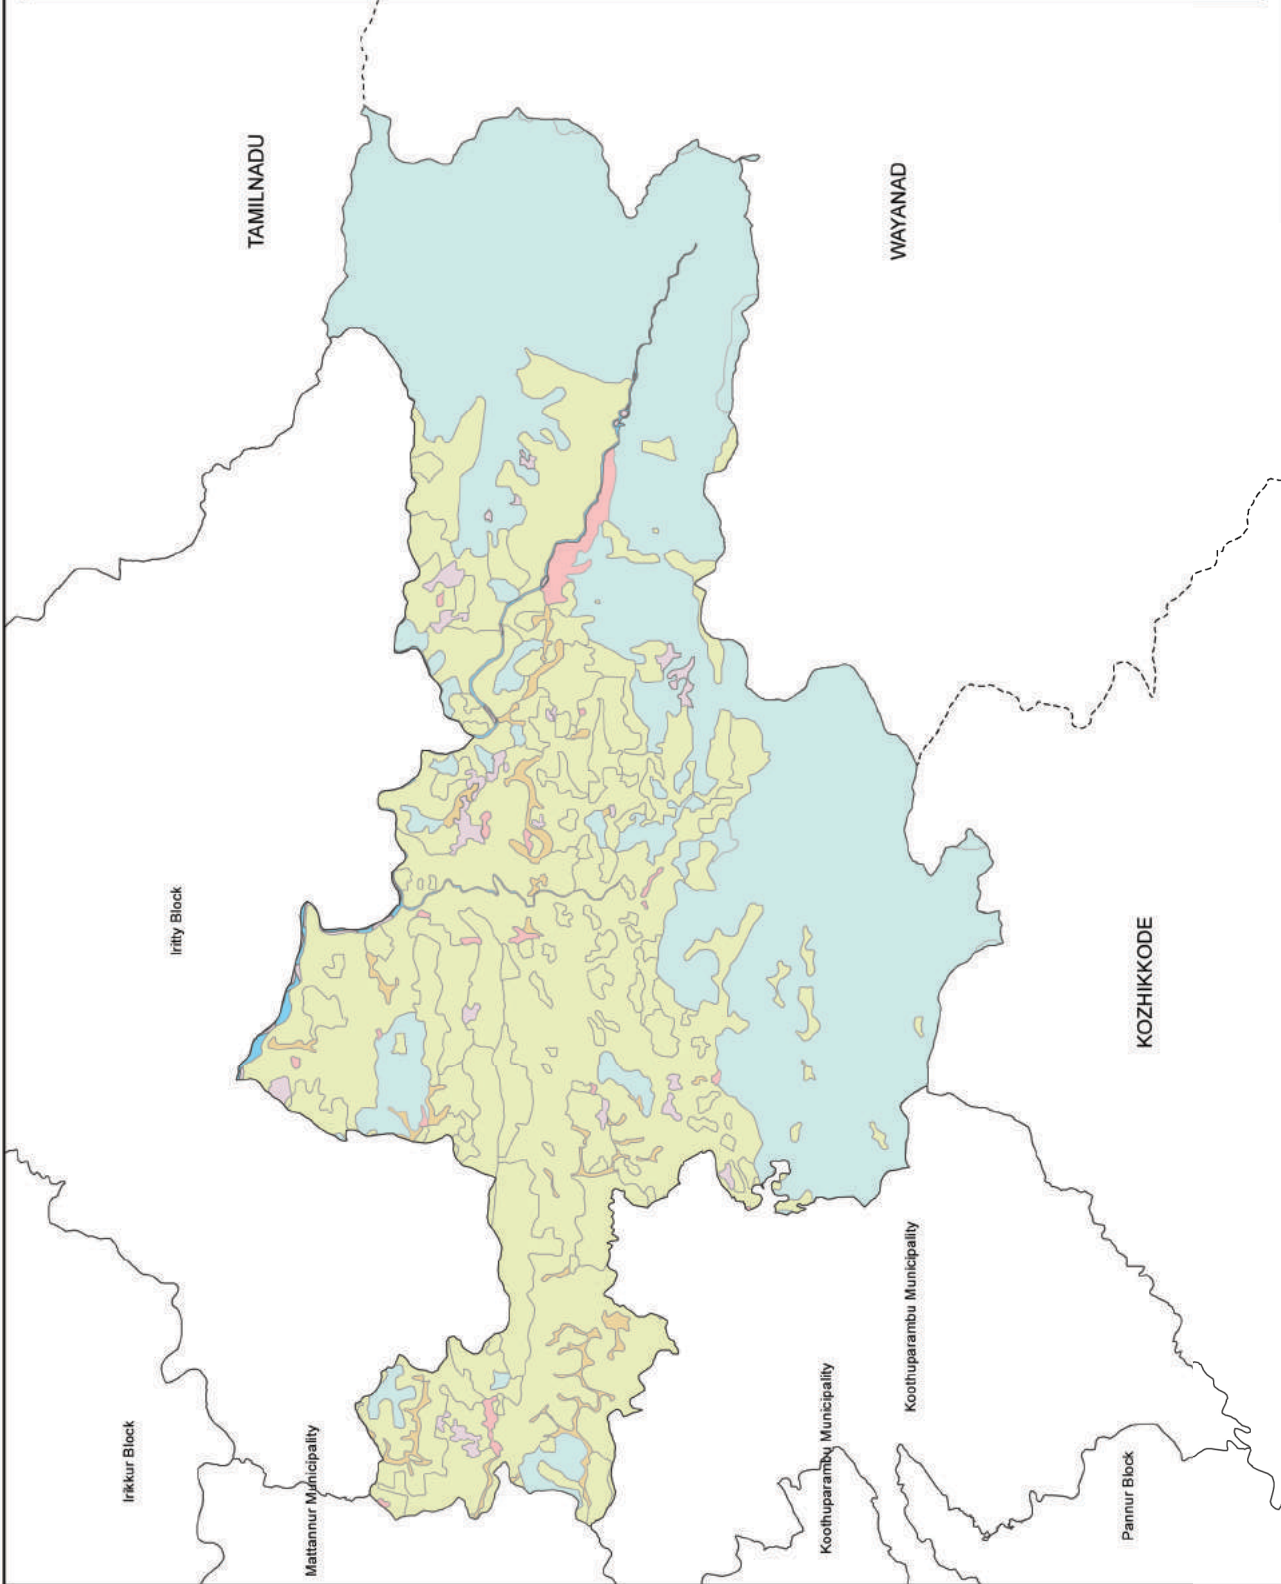 TAMILNADU
WAYANAD
Iritty Block
KOZHIKKODE
Irikkur Block
Mattannur Municipality
Koothuparambu Municipality
Koothuparambu Municipality
Pannur Block